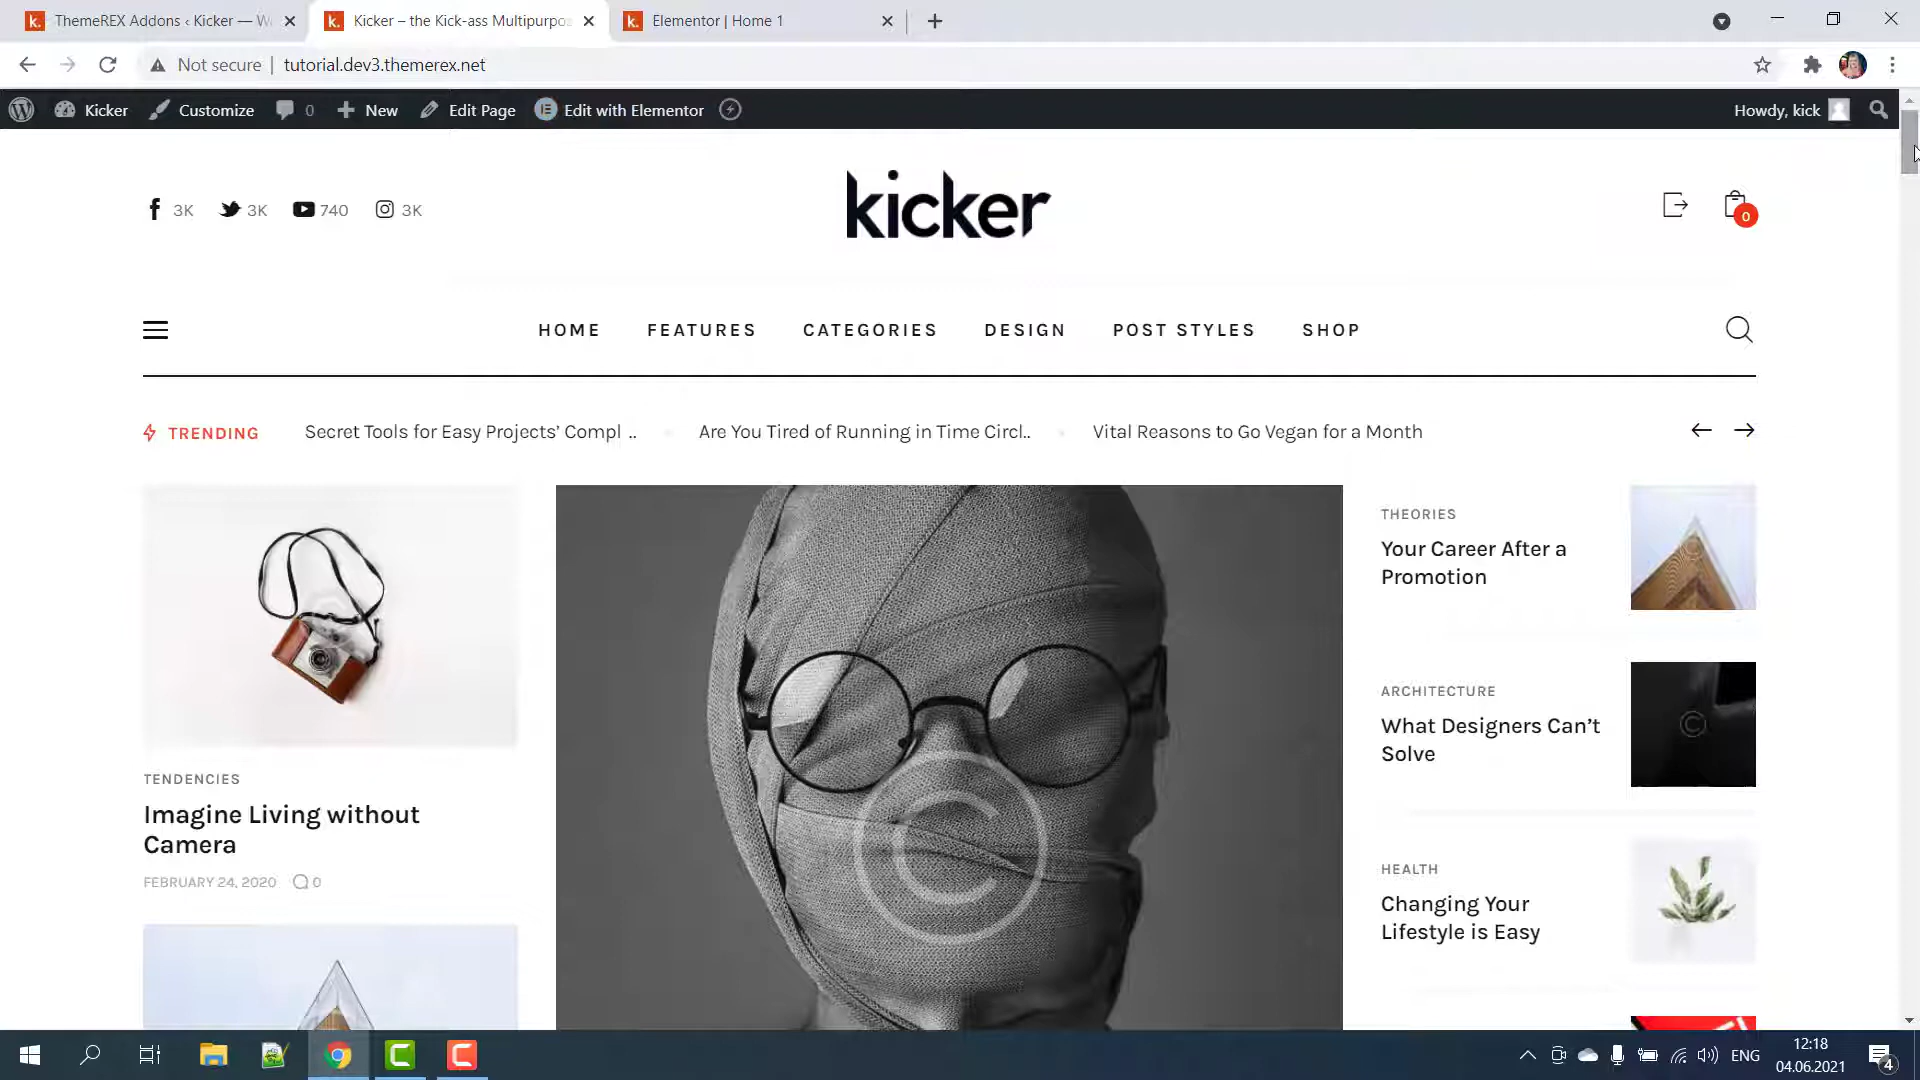 ThemeREX Addons ‹ Kicker — W
Kicker – the Kick-ass Multipurpo
Elementor | Home 1
Not secure
tutorial.dev3.themerex.net
Kicker
Customize
0
New
Edit Page
Edit with Elementor
Howdy, kick
3K
3K
740
3K
kicker
0
HOME
FEATURES
CATEGORIES
DESIGN
POST STYLES
SHOP
TRENDING
Secret Tools for Easy Projects’ Compl ..
Are You Tired of Running in Time Circl..
Vital Reasons to Go Vegan for a Month
TENDENCIES
Imagine Living without
Camera
FEBRUARY 24, 2020
0
THEORIES
Your Career After a
Promotion
ARCHITECTURE
What Designers Can’t
Solve
HEALTH
Changing Your
Lifestyle is Easy
ENG
12:18
04.06.2021
4